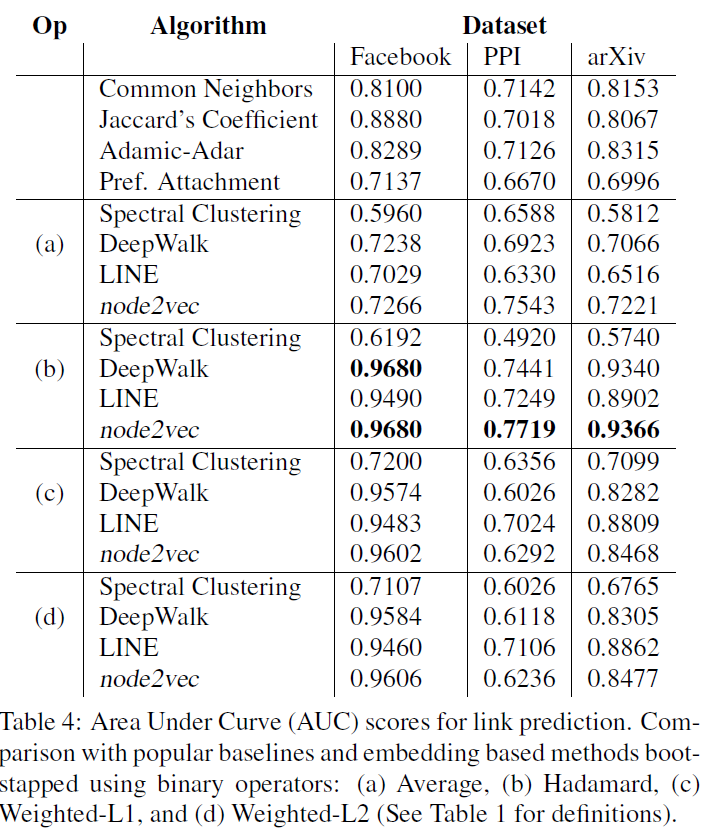 Op Algorithm Dataset
Facebook PPI arXiv
Common Neighbors 0.8100 0.7142 0.8153
Jaccard's Coefficient 0.8880 0.7018 0.8067
Adamic-Adar 0.8289 0.7126 0.8315
Pref. Attachment 0.7137 0.6670 0.6996
Spectral Clustering 0.5960 0.6588 0.5812
(a) DeepWalk 0.7238 0.6923 0.7066
LINE 0.7029 0.6330 0.6516
node2vec 0.7266 0.7543 0.7221
Spectral Clustering 0.6192 0.4920 0.5740
(b) DeepWalk 0.9680 0.7441 0.9340
LINE 0.9490 0.7249 0.8902
node2vec 0.9680 0.7719 0.9366
Spectral Clustering 0.7200 0.6356 0.7099
(c) DeepWalk 0.9574 0.6026 0.8282
LINE 0.9483 0.7024 0.8809
node2vec 0.9602 0.6292 0.8468
Spectral Clustering 0.7107 0.6026 0.6765
(d) DeepWalk 0.9584 0.6118 0.8305
LINE 0.9460 0.7106 0.8862
node2vec 0.9606 0.6236 0.8477
Table 4: Area Under Curve (AUC) scores for link prediction. Com-
parison with popular baselines and embedding based methods boot-
stapped using binary operators: (a) Average, (b) Hadamard, (c)
Weighted-L1, and (d) Weighted-L2 (See Table 1 for definitions).